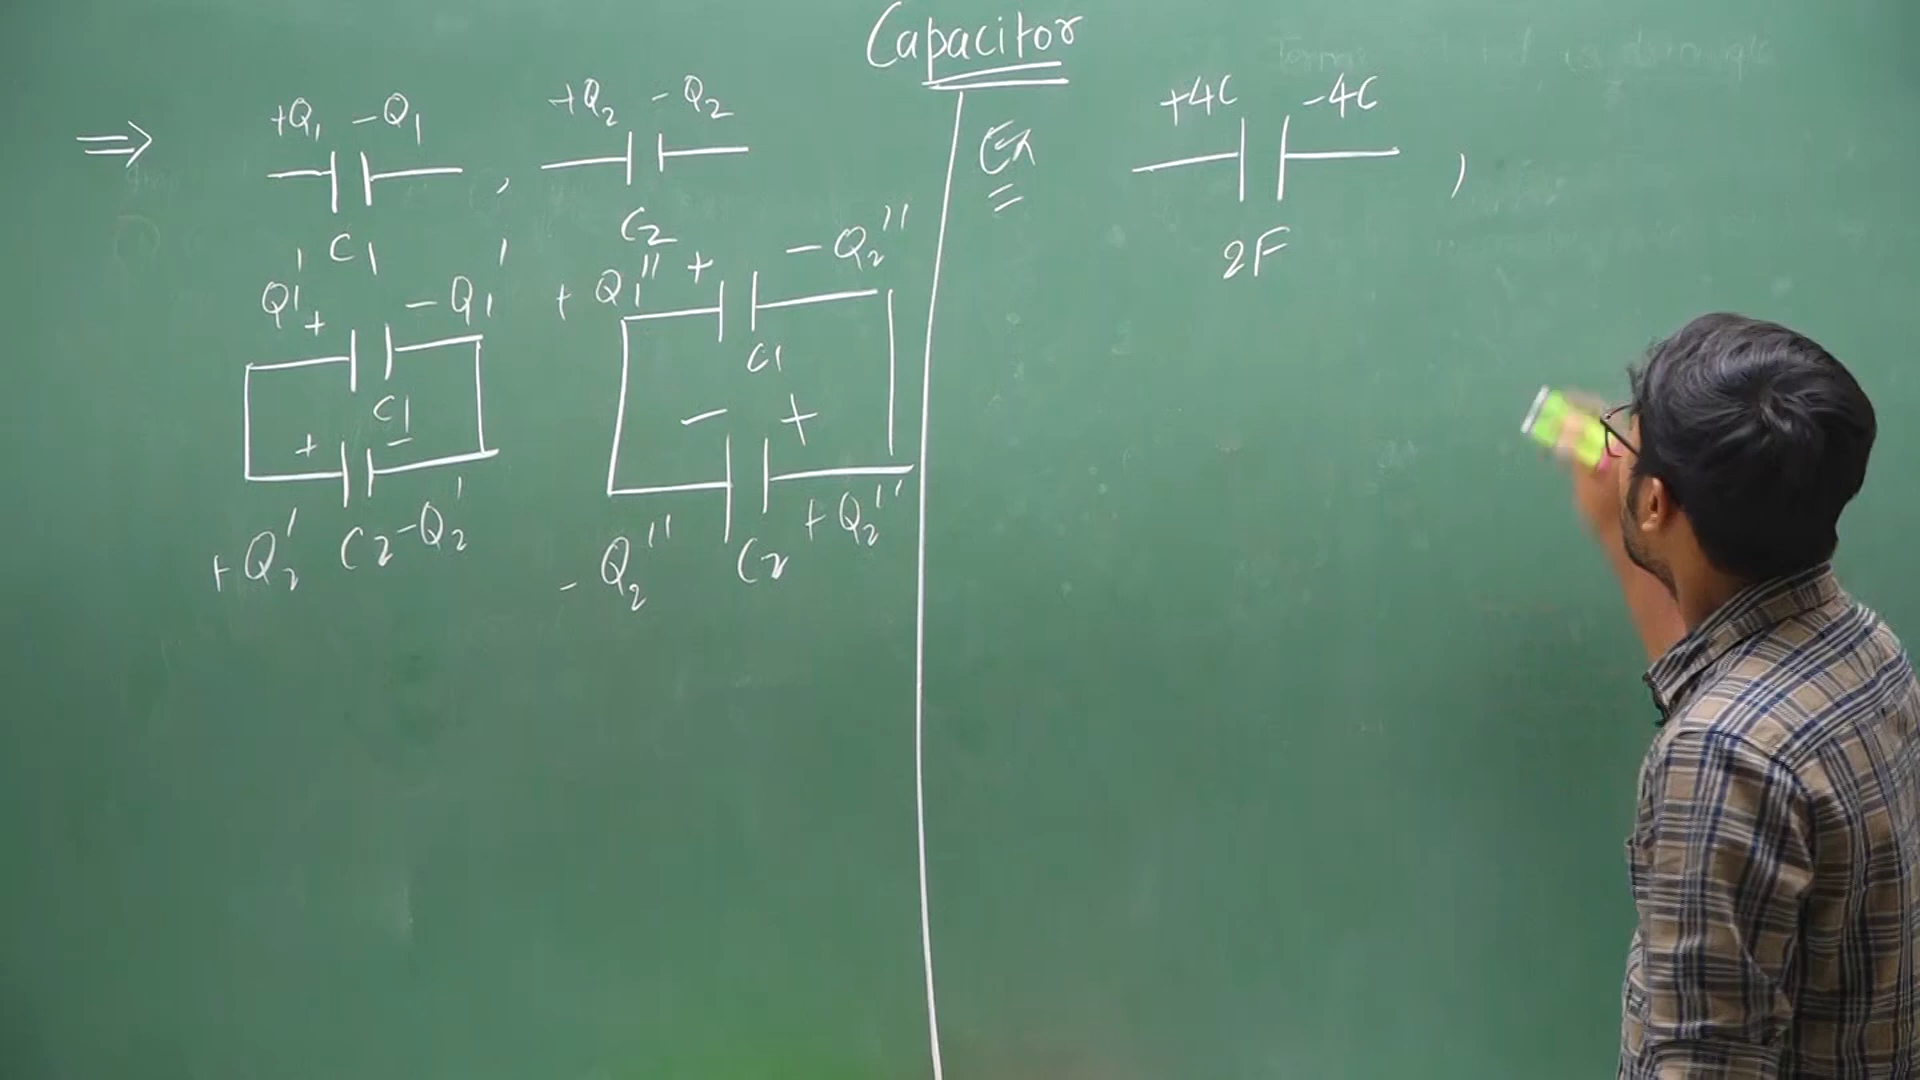 Capacitor
⇒ +Q₁ -Q₁ , +Q₂ -Q₂
C₁ C₂
Q₁' + -Q₁'
C₁
+
+Q₂' C₂ -Q₂'
+Q₁'' + -Q₂''
C₁
- +
-Q₂'' C₂ +Q₂''
Ex +4C -4C ,
2F